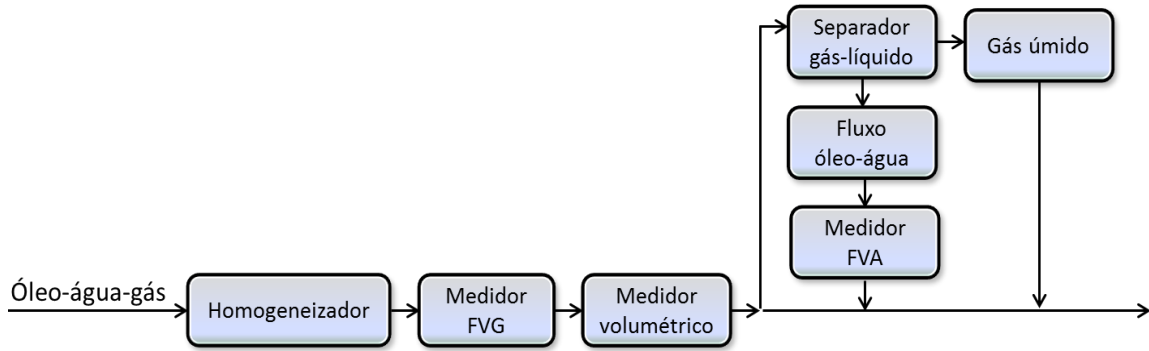 Separador
gás-líquido
Gás úmido
Fluxo
óleo-água
Medidor
FVA
Óleo-água-gás
Homogeneizador
Medidor
FVG
Medidor
volumétrico